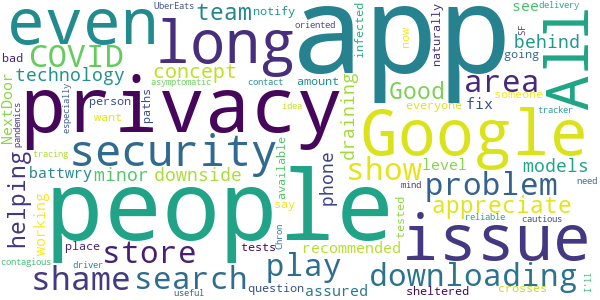 UberEats
oriented
delivery
even
long
app
All
COVID
team
notify
infected
naturally
see
now
SF
bad
concept
behind
going
technology
asymptomatic
contact
amount
area
idea
NextDoor
especially
pandemics
person
paths
privacy
draining
Good
everyone
fix
someone
want
Google
tracker
helping
tracing
security
show
level
models
battwry
minor
downside
available
phone
problem
need
working
say
people
tested
mind
reliable
appreciate
cautious
issue
place
store
tests
Chron
recommended
contagious
driver
shame
search
play
downloading
useful
question
assured
sheltered
crosses
I'll